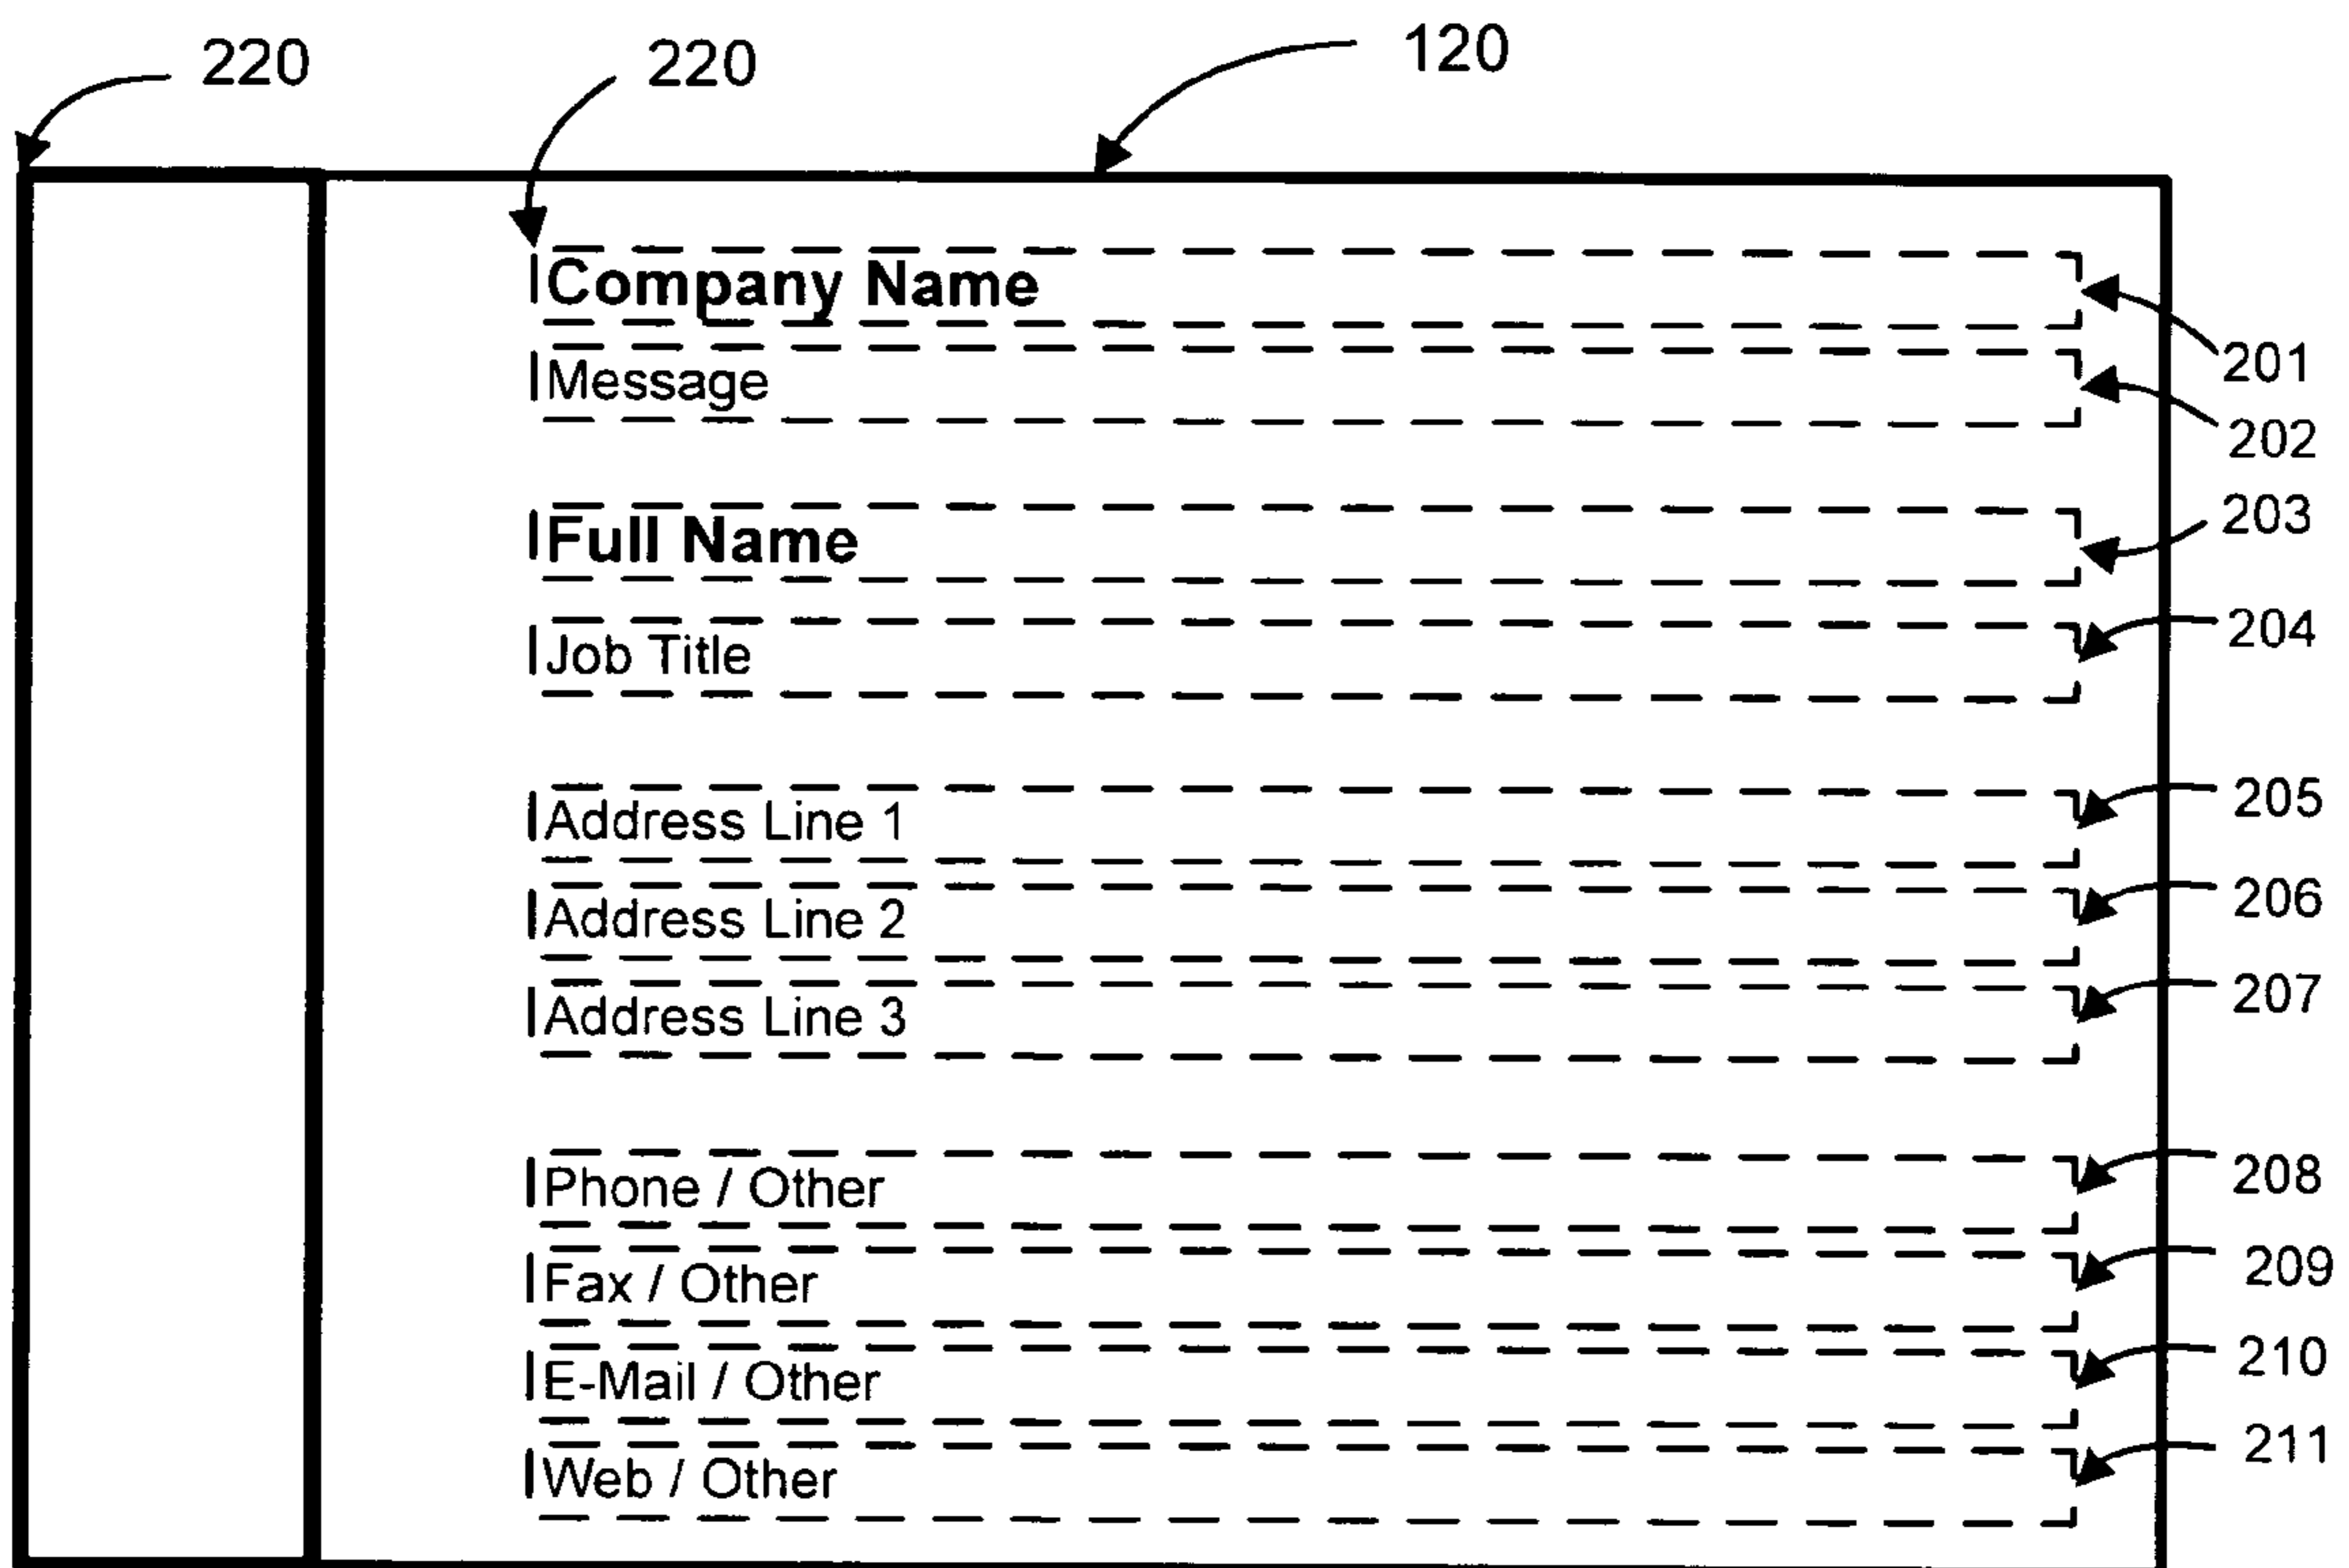 220 220 120
Company Name
201
Message
202
Full Name
203
Job Title
204
Address Line 1
205
Address Line 2
206
Address Line 3
207
Phone / Other
208
Fax / Other
209
E-Mail / Other
210
Web / Other
211